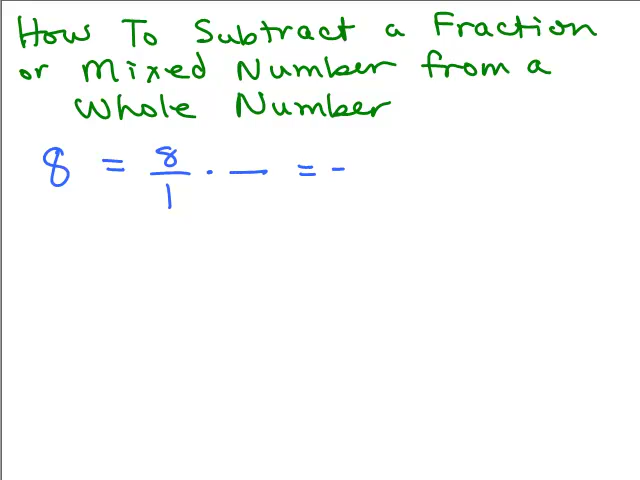 How To Subtract a Fraction
or Mixed Number from a
Whole Number
8 = 8/1 · — = -